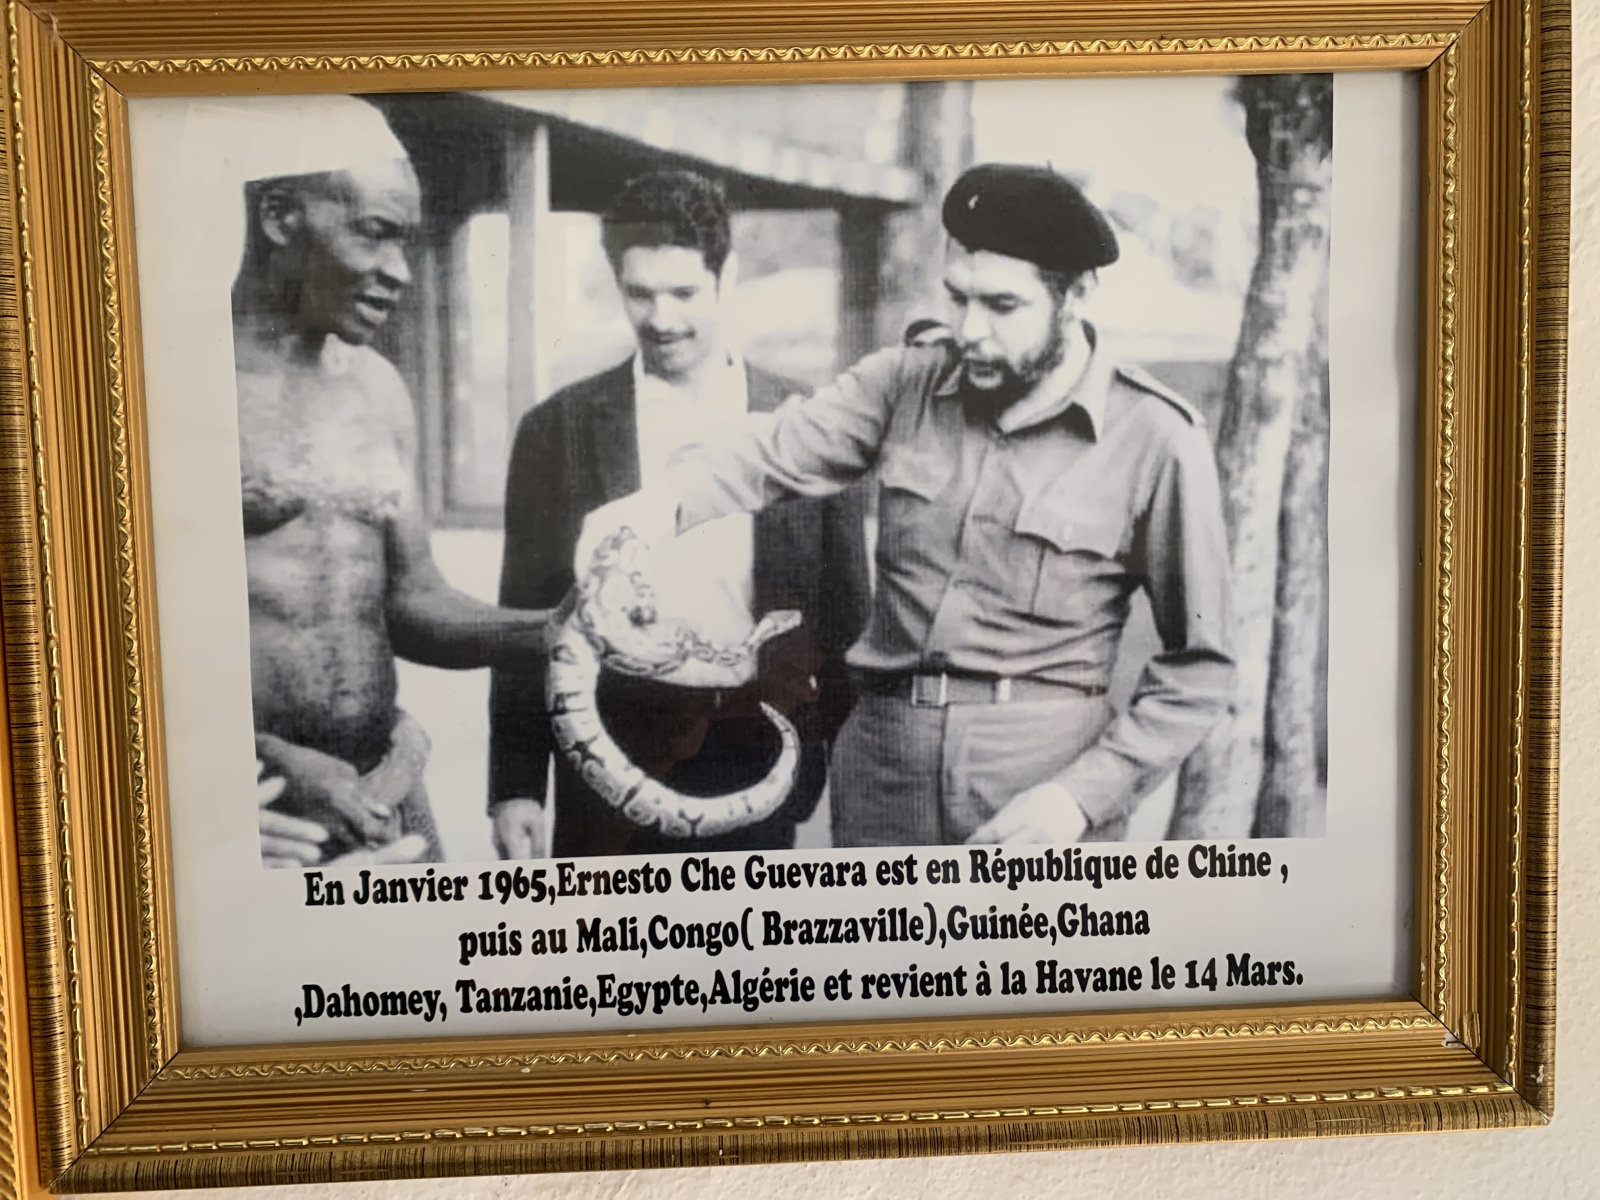 En Janvier 1965,Ernesto Che Guevara est en République de Chine ,
puis au Mali,Congo( Brazzaville),Guinée,Ghana
,Dahomey, Tanzanie,Egypte,Algérie et revient à la Havane le 14 Mars.